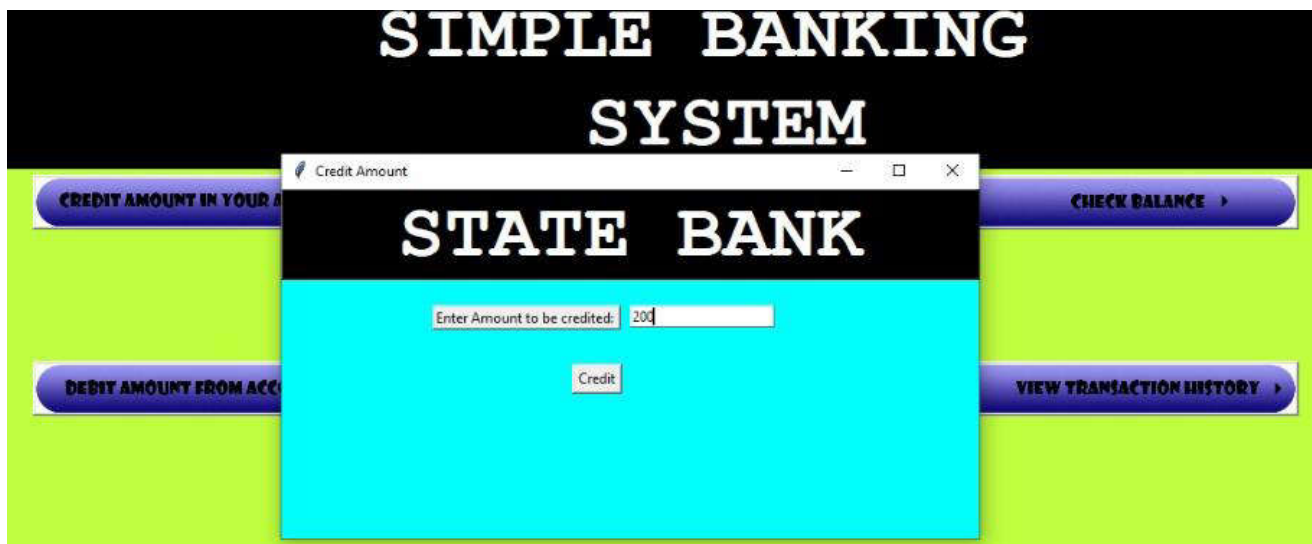 SIMPLE BANKING
SYSTEM
Credit Amount
CREDIT AMOUNT IN YOUR
CHECK BALANCE
STATE BANK
Enter Amount to be credited: 200
Credit
DEBIT AMOUNT FROM
VIEW TRANSACTION HISTORY